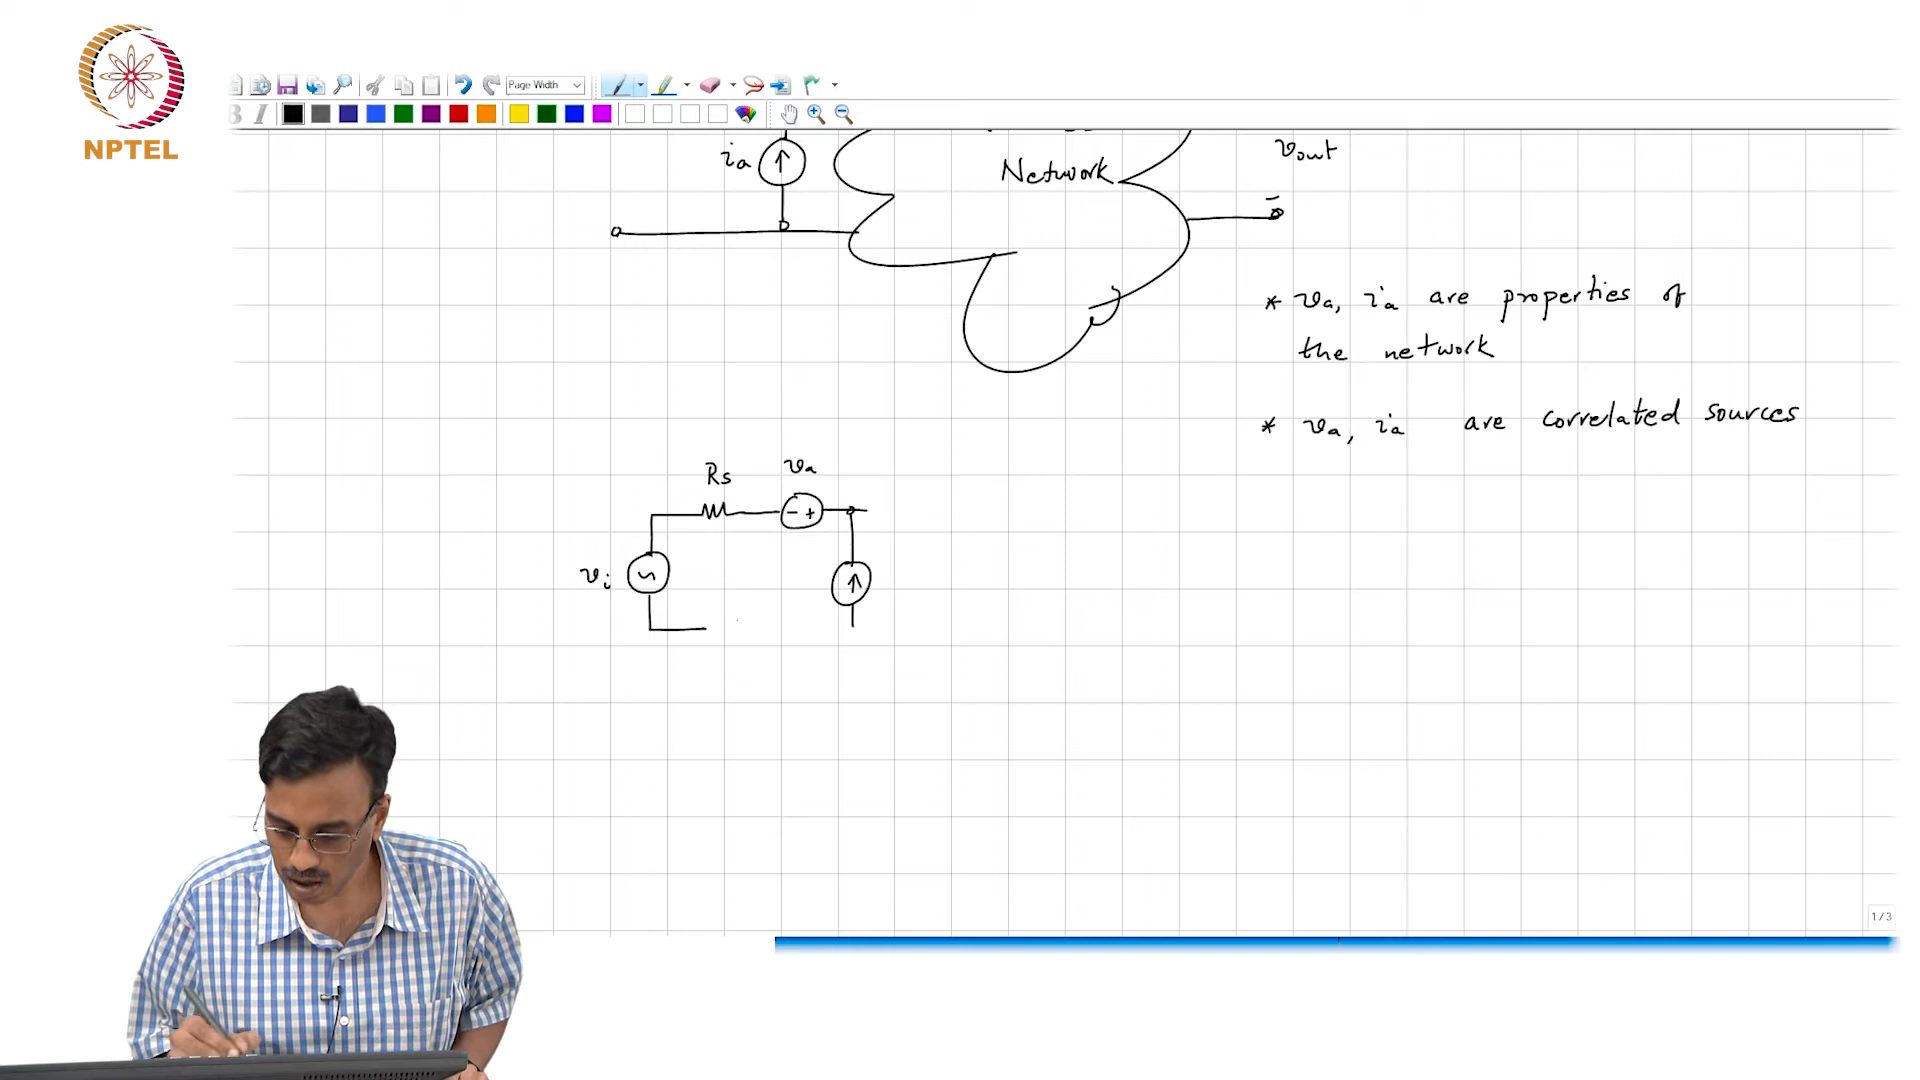 NPTEL
Page Width
B I
ia
Network
vout
-
* va, ia are properties of
the network
* va, ia are correlated sources
Rs
va
- +
vi
1/3